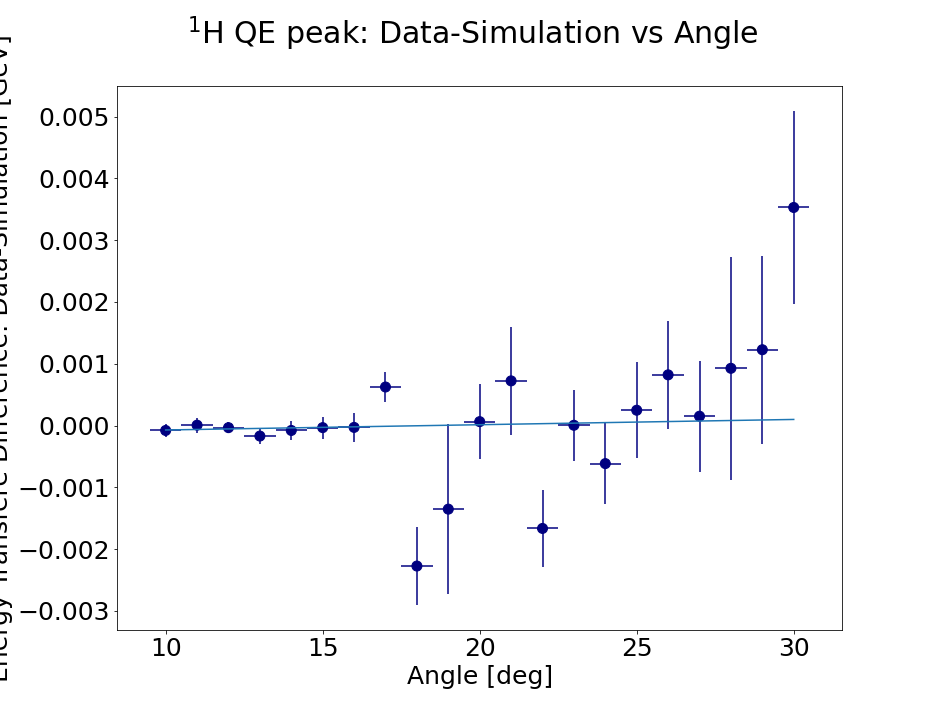 ¹H QE peak: Data-Simulation vs Angle
Energy Transfere Difference: Data-Simulation [GeV]
0.005
0.004
0.003
0.002
0.001
0.000
−0.001
−0.002
−0.003
10 15 20 25 30
Angle [deg]